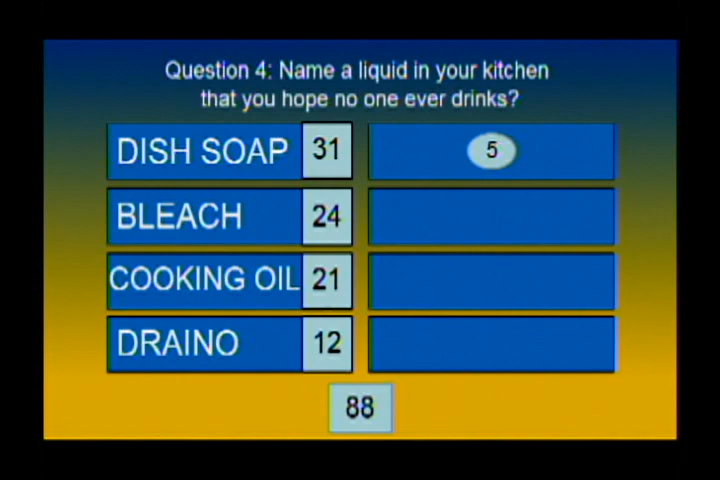 Question 4: Name a liquid in your kitchen
that you hope no one ever drinks?
DISH SOAP 31
5
BLEACH 24
COOKING OIL 21
DRAINO 12
88